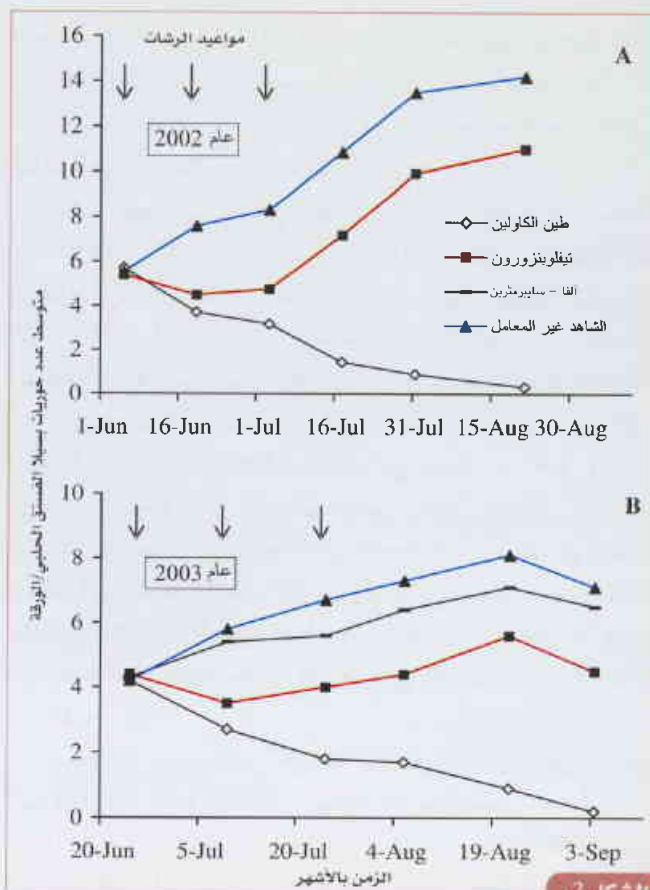 متوسط عدد حوريات بسيلا الفستق الحلبي/الورقة
16
14
12
10
8
6
4
2
0
مواعيد الرشات
A
عام 2002
طين الكاولين
تيفلوبنزورون
ألفا - سايبرمثرين
الشاهد غير المعامل
1-Jun 16-Jun 1-Jul 16-Jul 31-Jul 15-Aug 30-Aug
10
8
6
4
2
0
B
عام 2003
20-Jun 5-Jul 20-Jul 4-Aug 19-Aug 3-Sep
الزمن بالأشهر